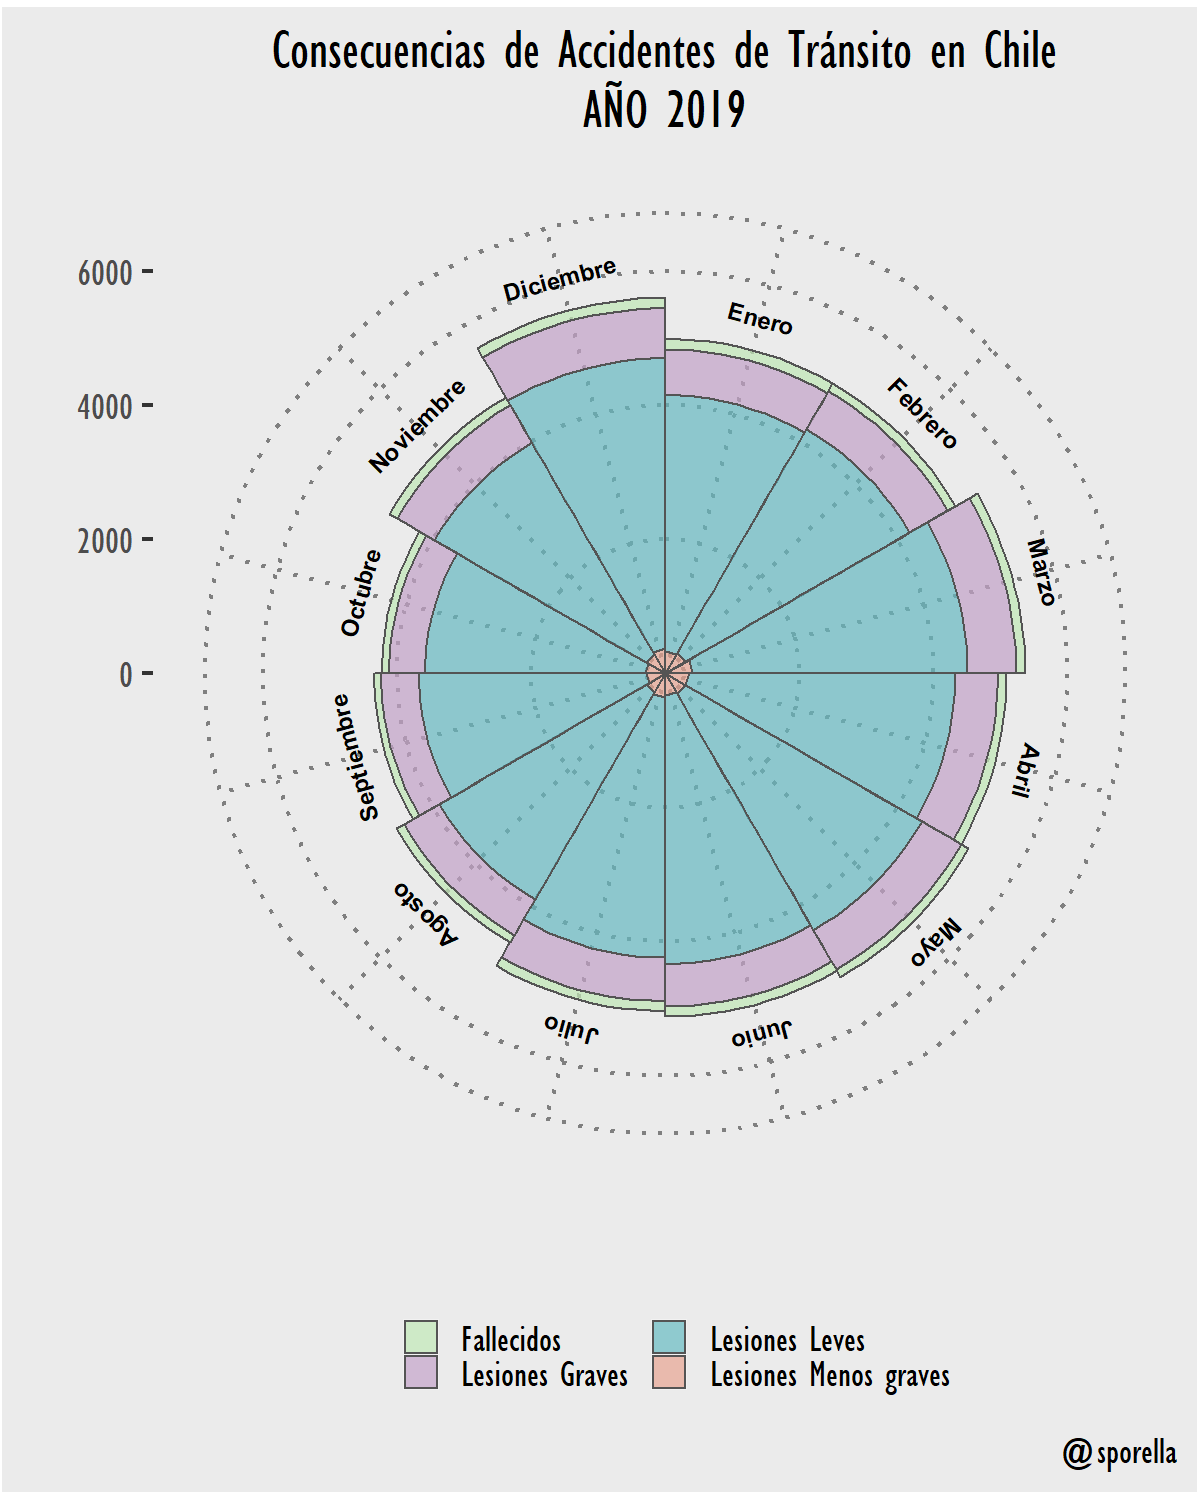 Consecuencias de Accidentes de Tránsito en Chile
AÑO 2019
6000
4000
2000
0
Diciembre
Enero
Febrero
Noviembre
Marzo
Octubre
Septiembre
Abril
Agosto
Mayo
Julio
Junio
Fallecidos
Lesiones Leves
Lesiones Graves
Lesiones Menos graves
@sporella